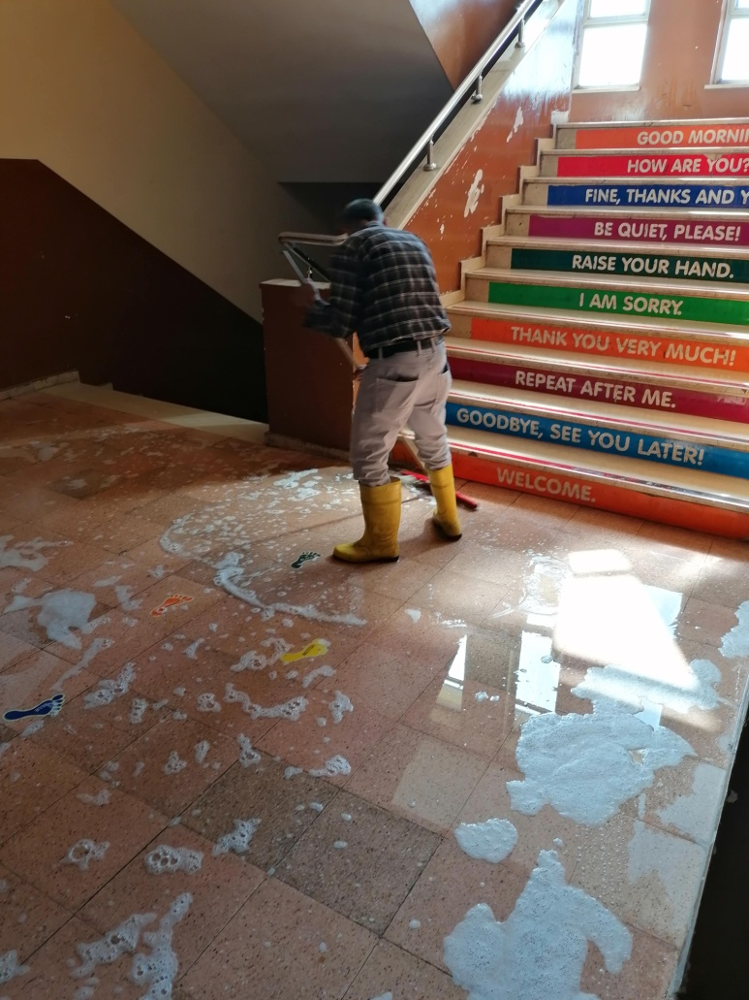 GOOD MORNIN
HOW ARE YOU?
FINE, THANKS AND Y
BE QUIET, PLEASE!
RAISE YOUR HAND.
I AM SORRY.
THANK YOU VERY MUCH!
REPEAT AFTER ME.
GOODBYE, SEE YOU LATER!
WELCOME.